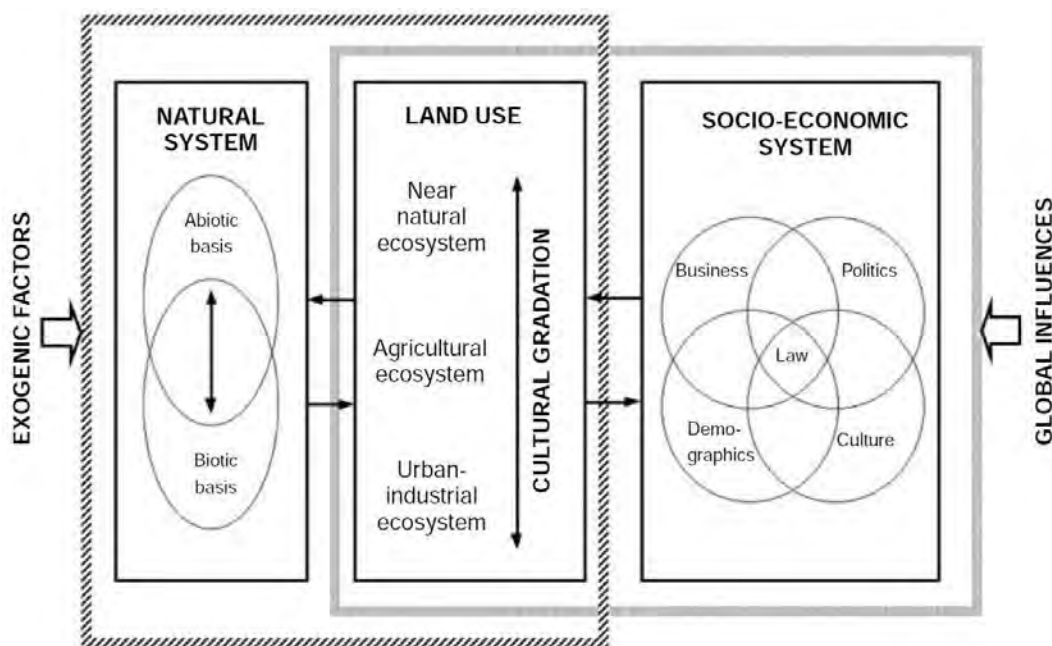 EXOGENIC FACTORS
NATURAL
SYSTEM
Abiotic
basis
Biotic
basis
LAND USE
Near
natural
ecosystem
Agricultural
ecosystem
Urban-
industrial
ecosystem
CULTURAL GRADATION
SOCIO-ECONOMIC
SYSTEM
Business
Politics
Law
Demo-
graphics
Culture
GLOBAL INFLUENCES